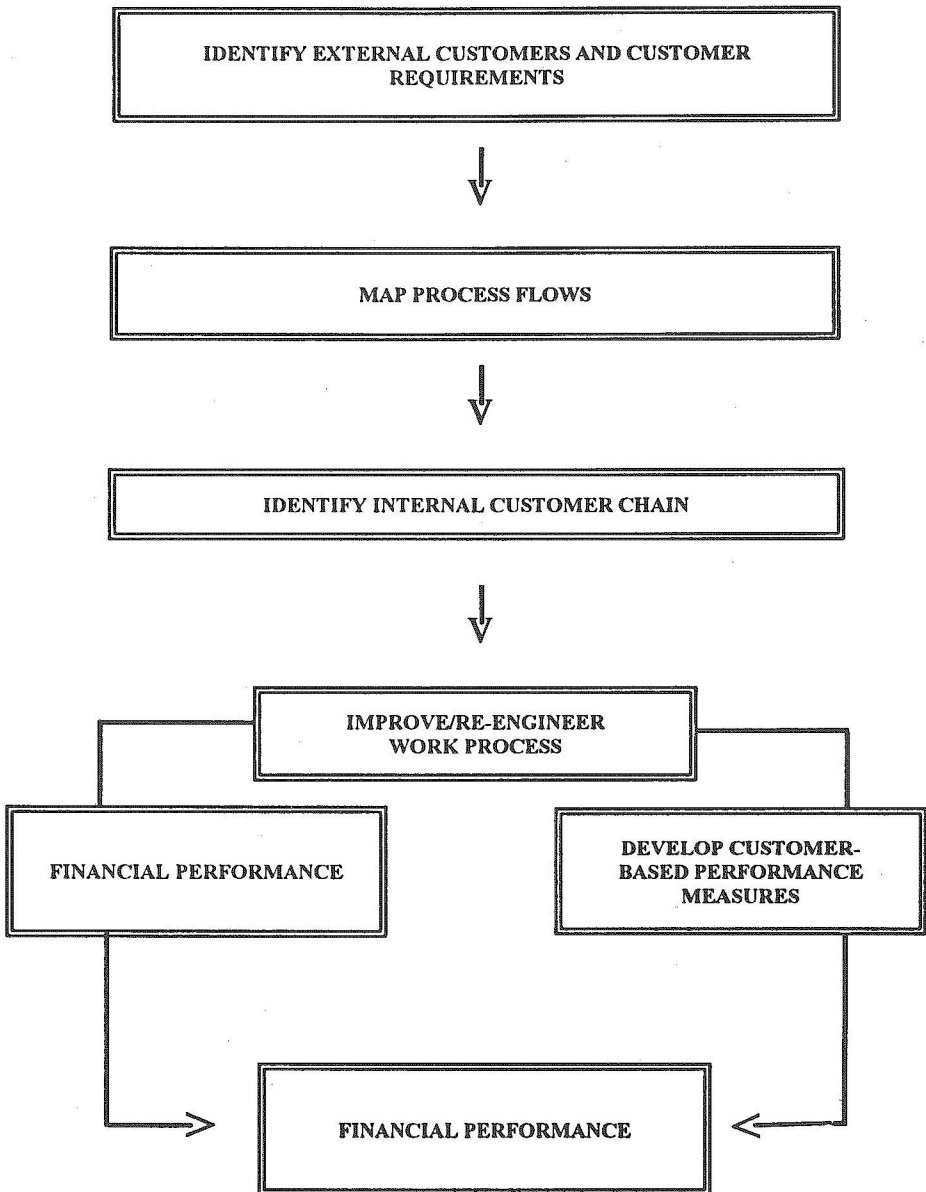 IDENTIFY EXTERNAL CUSTOMERS AND CUSTOMER
REQUIREMENTS
MAP PROCESS FLOWS
IDENTIFY INTERNAL CUSTOMER CHAIN
IMPROVE/RE-ENGINEER
WORK PROCESS
FINANCIAL PERFORMANCE
DEVELOP CUSTOMER-
BASED PERFORMANCE
MEASURES
FINANCIAL PERFORMANCE